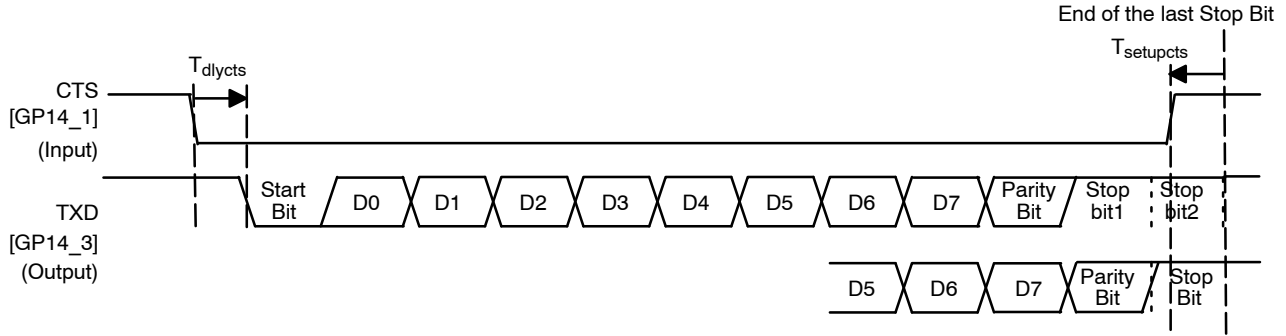 End of the last Stop Bit
Tdlycts
Tsetupcts
CTS
[GP14_1]
(Input)
TXD
[GP14_3]
(Output)
Start
Bit
D0
D1
D2
D3
D4
D5
D6
D7
Parity
Bit
Stop
bit1
Stop
bit2
D5
D6
D7
Parity
Bit
Stop
Bit